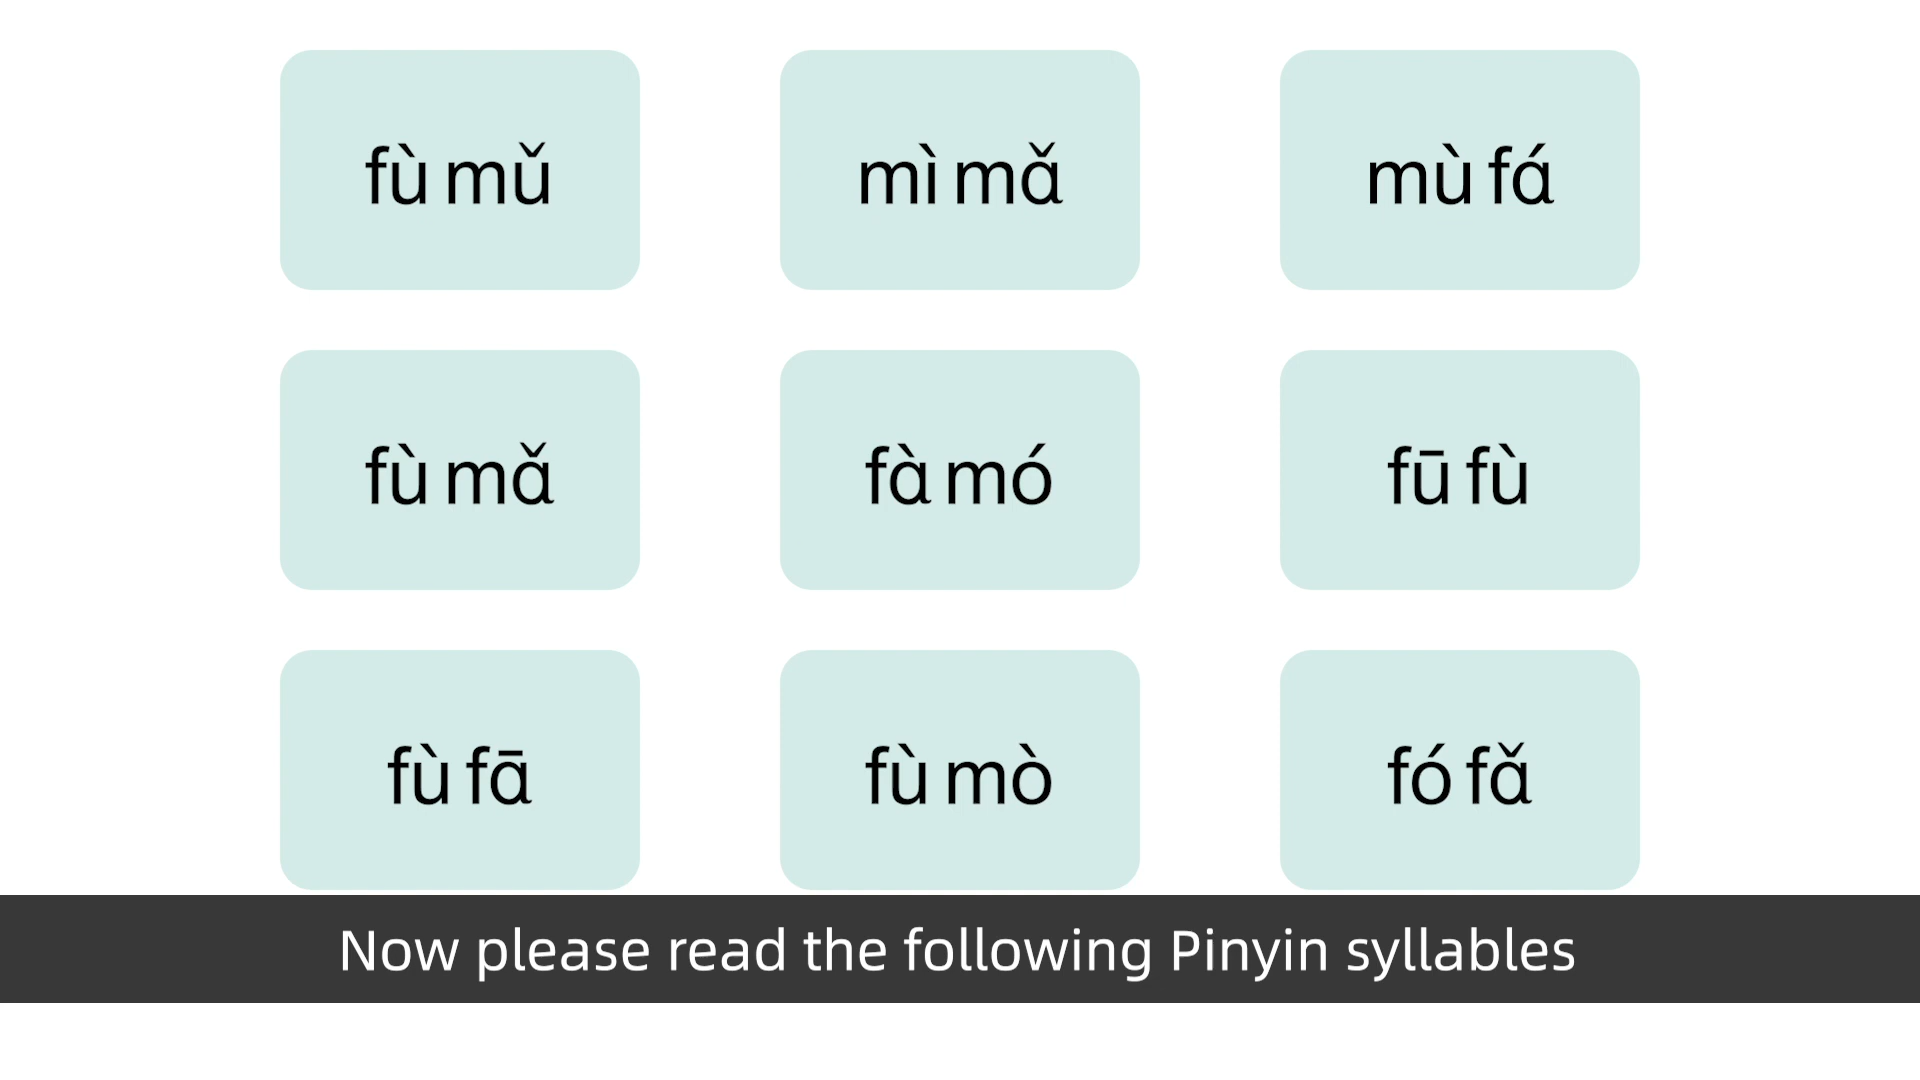 fù mǔ
mì mǎ
mù fá
fù mǎ
fà mó
fū fù
fù fā
fù mò
fó fǎ
Now please read the following Pinyin syllables